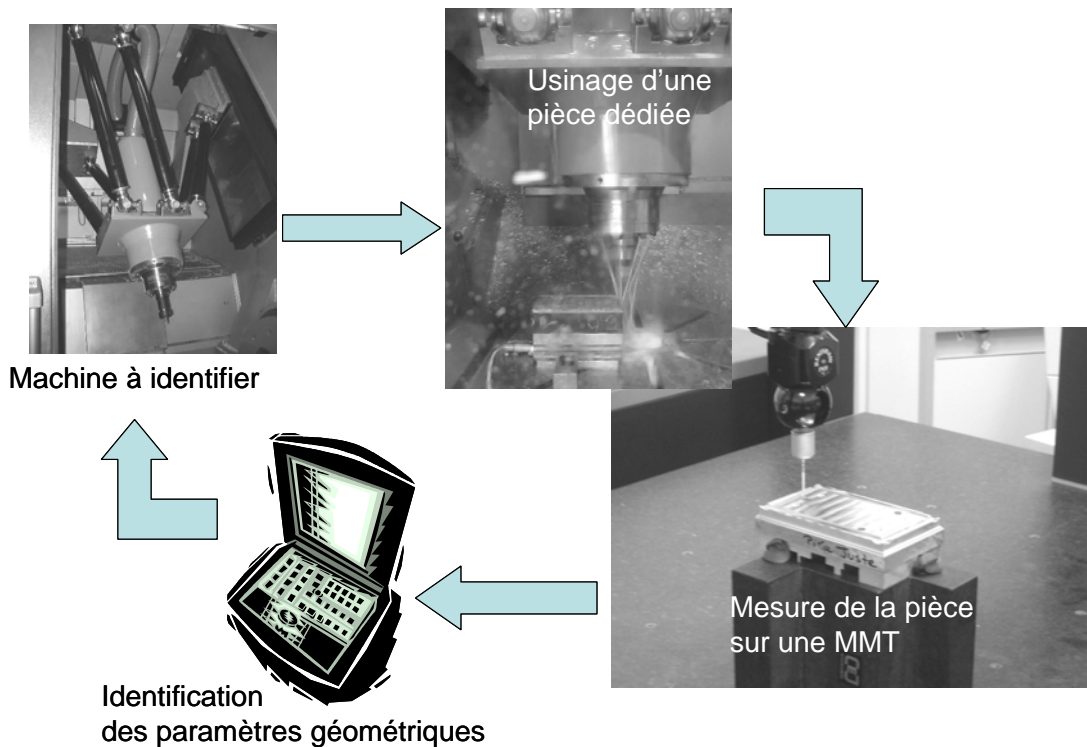 Usinage d'une
pièce dédiée
Machine à identifier
Mesure de la pièce
sur une MMT
Identification
des paramètres géométriques